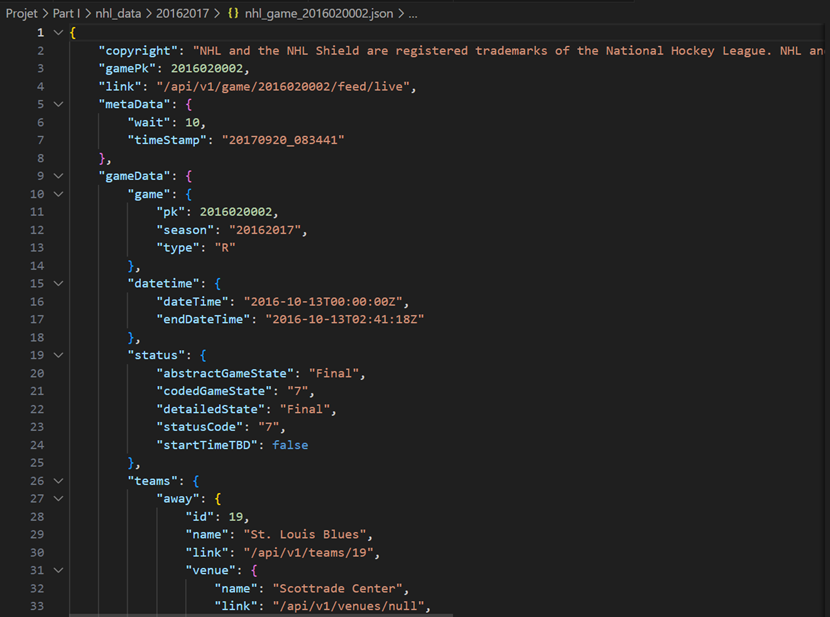 Projet > Part I > nhl_data > 20162017 > {} nhl_game_2016020002.json > ...
1 {
2 "copyright": "NHL and the NHL Shield are registered trademarks of the National Hockey League. NHL an
3 "gamePk": 2016020002,
4 "link": "/api/v1/game/2016020002/feed/live",
5 "metaData": {
6 "wait": 10,
7 "timeStamp": "20170920_083441"
8 },
9 "gameData": {
10 "game": {
11 "pk": 2016020002,
12 "season": "20162017",
13 "type": "R"
14 },
15 "datetime": {
16 "dateTime": "2016-10-13T00:00:00Z",
17 "endDateTime": "2016-10-13T02:41:18Z"
18 },
19 "status": {
20 "abstractGameState": "Final",
21 "codedGameState": "7",
22 "detailedState": "Final",
23 "statusCode": "7",
24 "startTimeTBD": false
25 },
26 "teams": {
27 "away": {
28 "id": 19,
29 "name": "St. Louis Blues",
30 "link": "/api/v1/teams/19",
31 "venue": {
32 "name": "Scottrade Center",
33 "link": "/api/v1/venues/null",